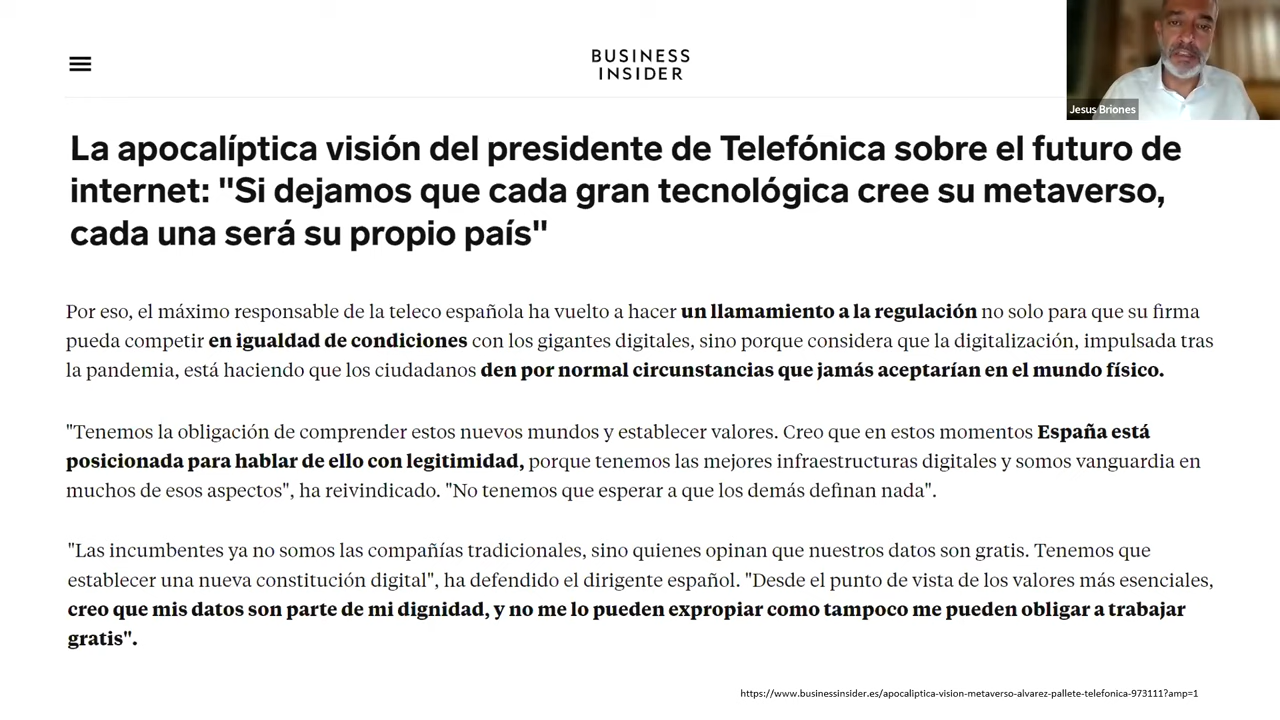 BUSINESS
INSIDER
Jesus Briones
La apocalíptica visión del presidente de Telefónica sobre el futuro de
internet: "Si dejamos que cada gran tecnológica cree su metaverso,
cada una será su propio país"
Por eso, el máximo responsable de la teleco española ha vuelto a hacer un llamamiento a la regulación no solo para que su firma
pueda competir en igualdad de condiciones con los gigantes digitales, sino porque considera que la digitalización, impulsada tras
la pandemia, está haciendo que los ciudadanos den por normal circunstancias que jamás aceptarían en el mundo físico.
"Tenemos la obligación de comprender estos nuevos mundos y establecer valores. Creo que en estos momentos España está
posicionada para hablar de ello con legitimidad, porque tenemos las mejores infraestructuras digitales y somos vanguardia en
muchos de esos aspectos", ha reivindicado. "No tenemos que esperar a que los demás definan nada".
"Las incumbentes ya no somos las compañías tradicionales, sino quienes opinan que nuestros datos son gratis. Tenemos que
establecer una nueva constitución digital", ha defendido el dirigente español. "Desde el punto de vista de los valores más esenciales,
creo que mis datos son parte de mi dignidad, y no me lo pueden expropiar como tampoco me pueden obligar a trabajar
gratis".
https://www.businessinsider.es/apocaliptica-vision-metaverso-alvarez-pallete-telefonica-973111?amp=1